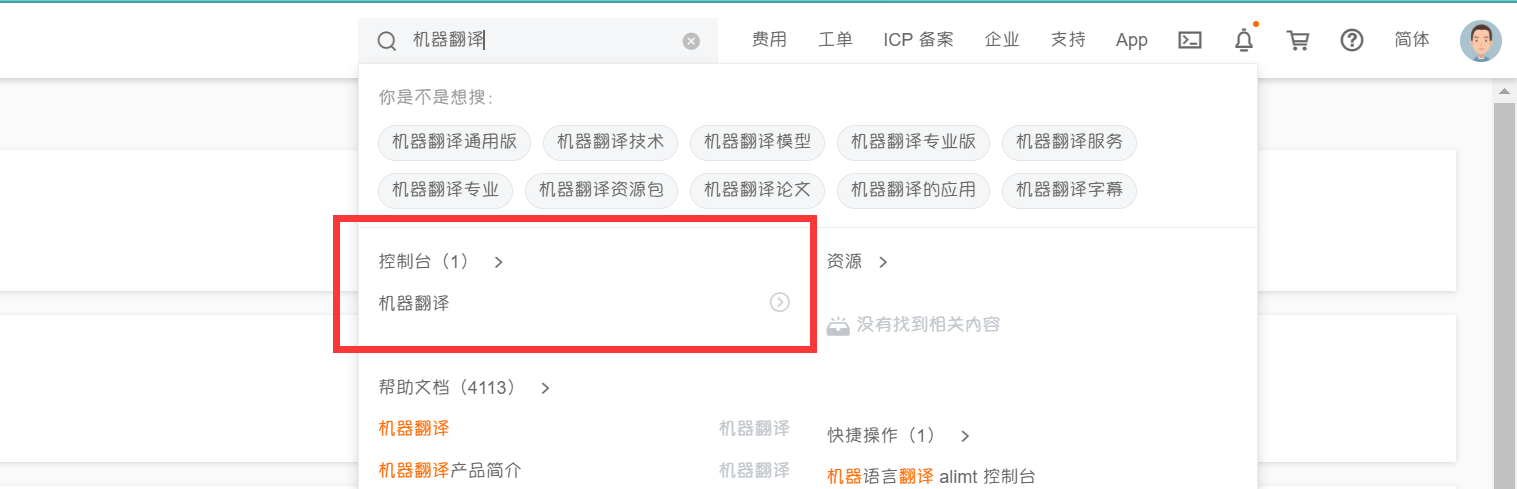 机器翻译 费用 工单 ICP 备案 企业 支持 App 简体
你是不是想搜:
机器翻译通用版 机器翻译技术 机器翻译模型 机器翻译专业版 机器翻译服务
机器翻译专业 机器翻译资源包 机器翻译论文 机器翻译的应用 机器翻译字幕
控制台（1）
机器翻译
资源
没有找到相关内容
帮助文档（4113）
机器翻译 机器翻译
机器翻译产品简介 机器翻译
快捷操作（1）
机器语言翻译 alimt 控制台